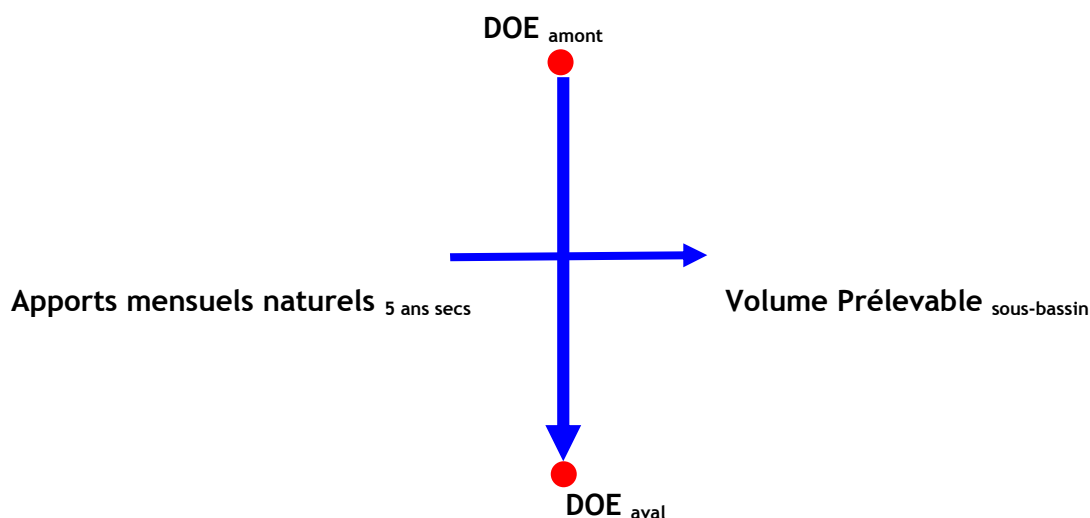 DOE amont
Apports mensuels naturels 5 ans secs
Volume Prélevable sous-bassin
DOE aval